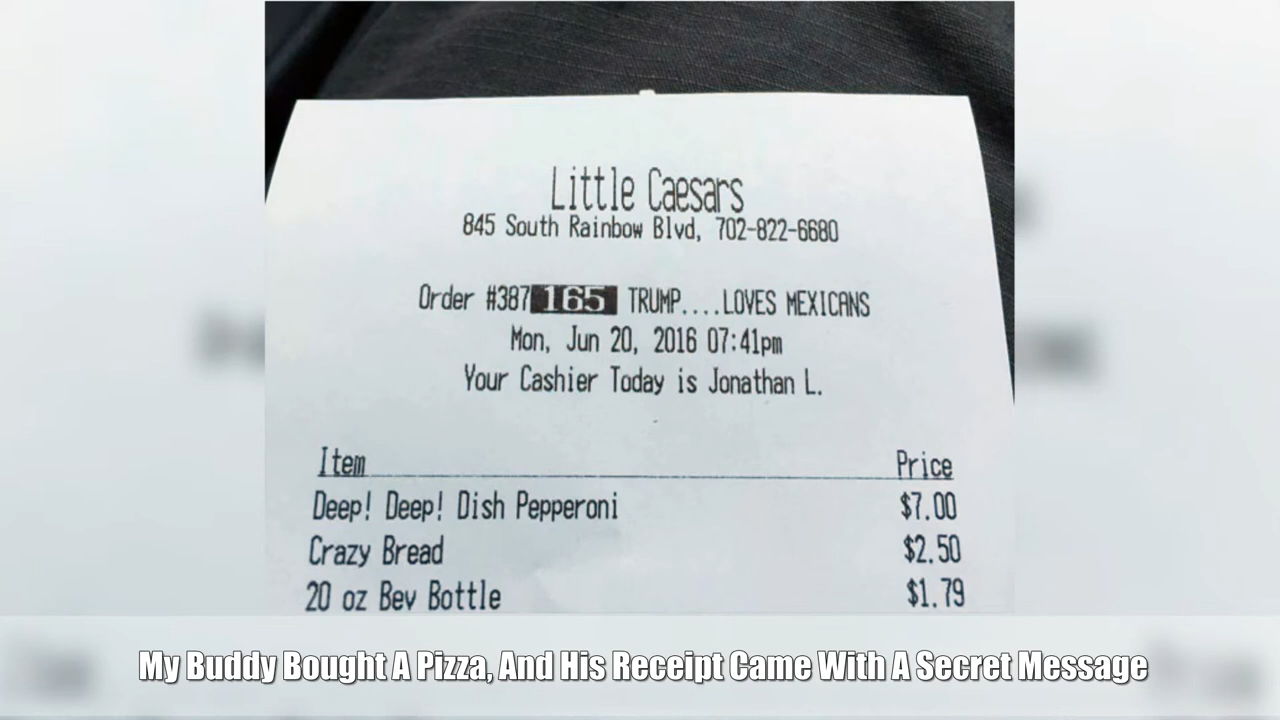 Little Caesars
845 South Rainbow Blvd, 702-822-6680
Order #387 165 TRUMP....LOVES MEXICANS
Mon, Jun 20, 2016 07:41pm
Your Cashier Today is Jonathan L.
Item Price
Deep! Deep! Dish Pepperoni $7.00
Crazy Bread $2.50
20 oz Bev Bottle $1.79
My Buddy Bought A Pizza, And His Receipt Came With A Secret Message